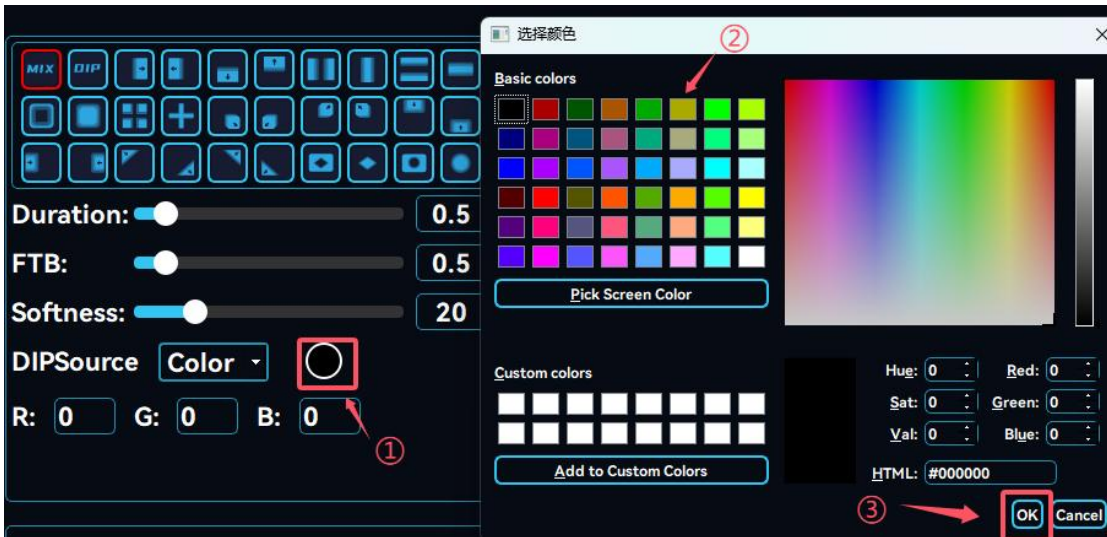 MIX DIP
Duration: 0.5
FTB: 0.5
Softness: 20
DIPSource Color
R: 0 G: 0 B: 0
①
选择颜色
②
Basic colors
Pick Screen Color
Custom colors
Add to Custom Colors
Hue: 0 Red: 0
Sat: 0 Green: 0
Val: 0 Blue: 0
HTML: #000000
③
OK Cancel